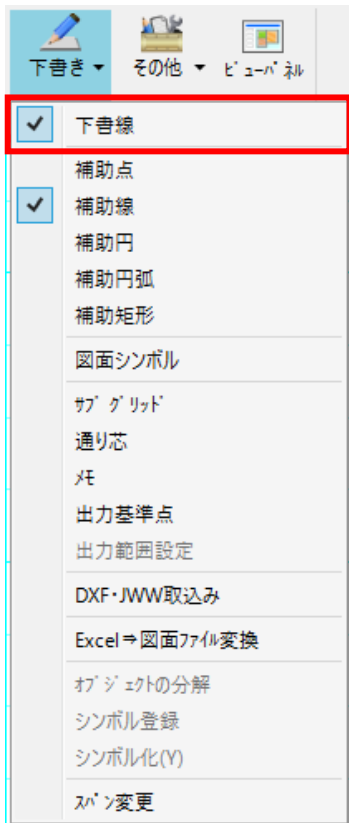 下書き その他 ﾋﾞｭｰﾊﾟﾈﾙ
下書線
補助点
補助線
補助円
補助円弧
補助矩形
図面シンボル
ｻﾌﾞｸﾞﾘｯﾄﾞ
通り芯
ﾒﾓ
出力基準点
出力範囲設定
DXF･JWW取込み
Excel⇒図面ﾌｧｲﾙ変換
ｵﾌﾞｼﾞｪｸﾄの分解
シンボル登録
シンボル化(Y)
ｽﾊﾟﾝ変更